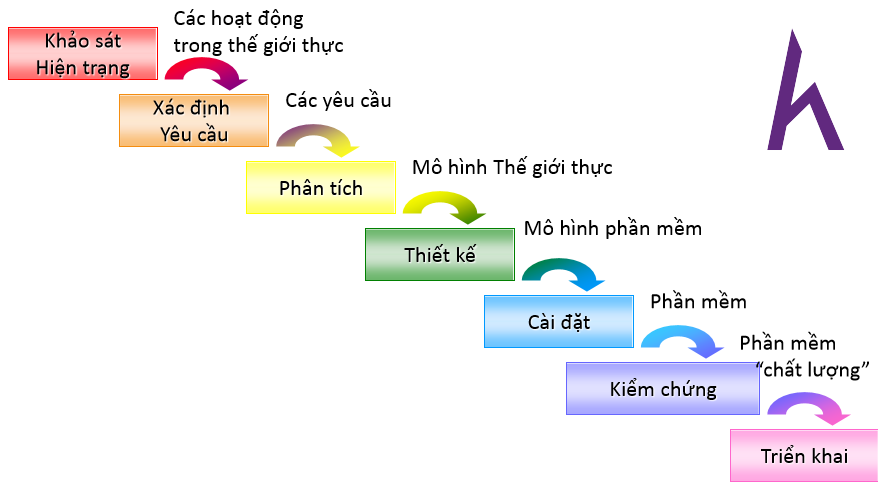 Các hoạt động
trong thế giới thực
Khảo sát
Hiện trạng
Các yêu cầu
Xác định
Yêu cầu
Mô hình Thế giới thực
Phân tích
Mô hình phần mềm
Thiết kế
Phần mềm
Cài đặt
Phần mềm
“chất lượng”
Kiểm chứng
Triển khai